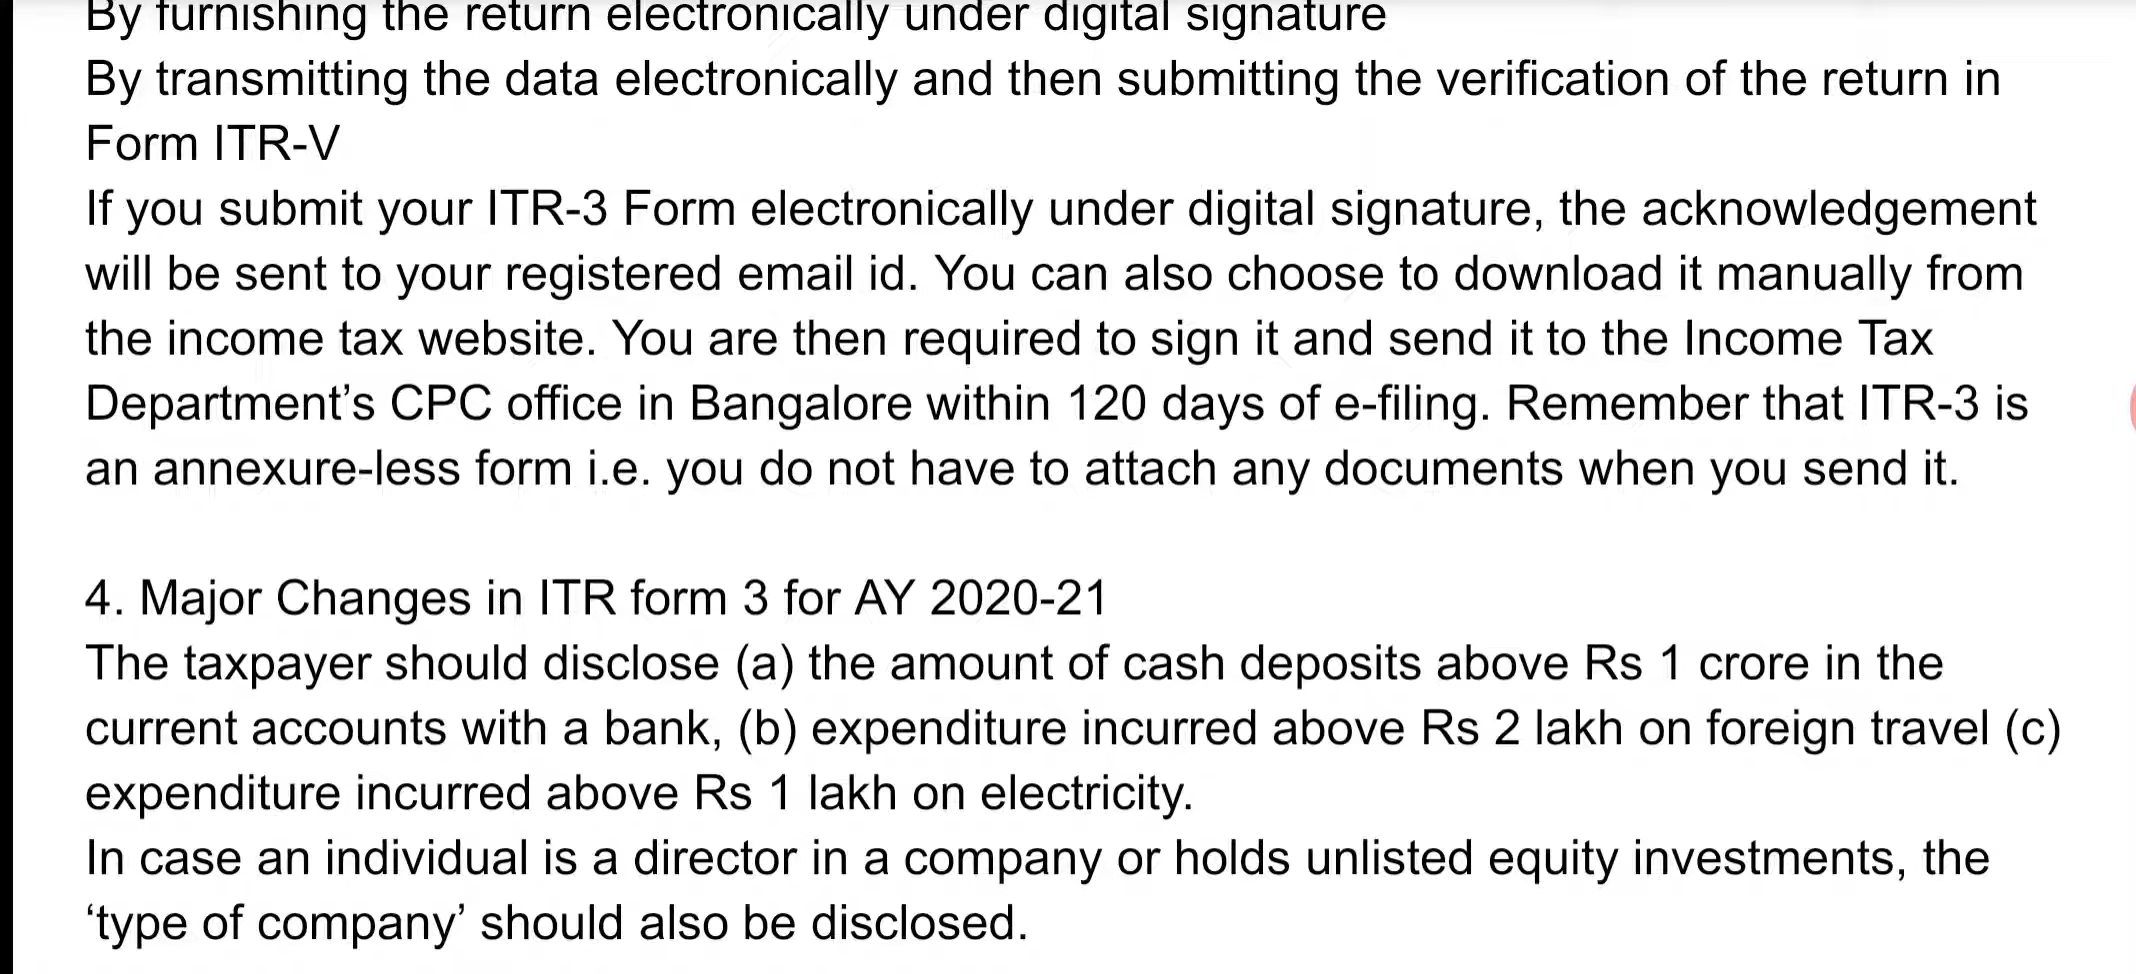 By furnishing the return electronically under digital signature
By transmitting the data electronically and then submitting the verification of the return in
Form ITR-V
If you submit your ITR-3 Form electronically under digital signature, the acknowledgement
will be sent to your registered email id. You can also choose to download it manually from
the income tax website. You are then required to sign it and send it to the Income Tax
Department’s CPC office in Bangalore within 120 days of e-filing. Remember that ITR-3 is
an annexure-less form i.e. you do not have to attach any documents when you send it.
4. Major Changes in ITR form 3 for AY 2020-21
The taxpayer should disclose (a) the amount of cash deposits above Rs 1 crore in the
current accounts with a bank, (b) expenditure incurred above Rs 2 lakh on foreign travel (c)
expenditure incurred above Rs 1 lakh on electricity.
In case an individual is a director in a company or holds unlisted equity investments, the
‘type of company’ should also be disclosed.